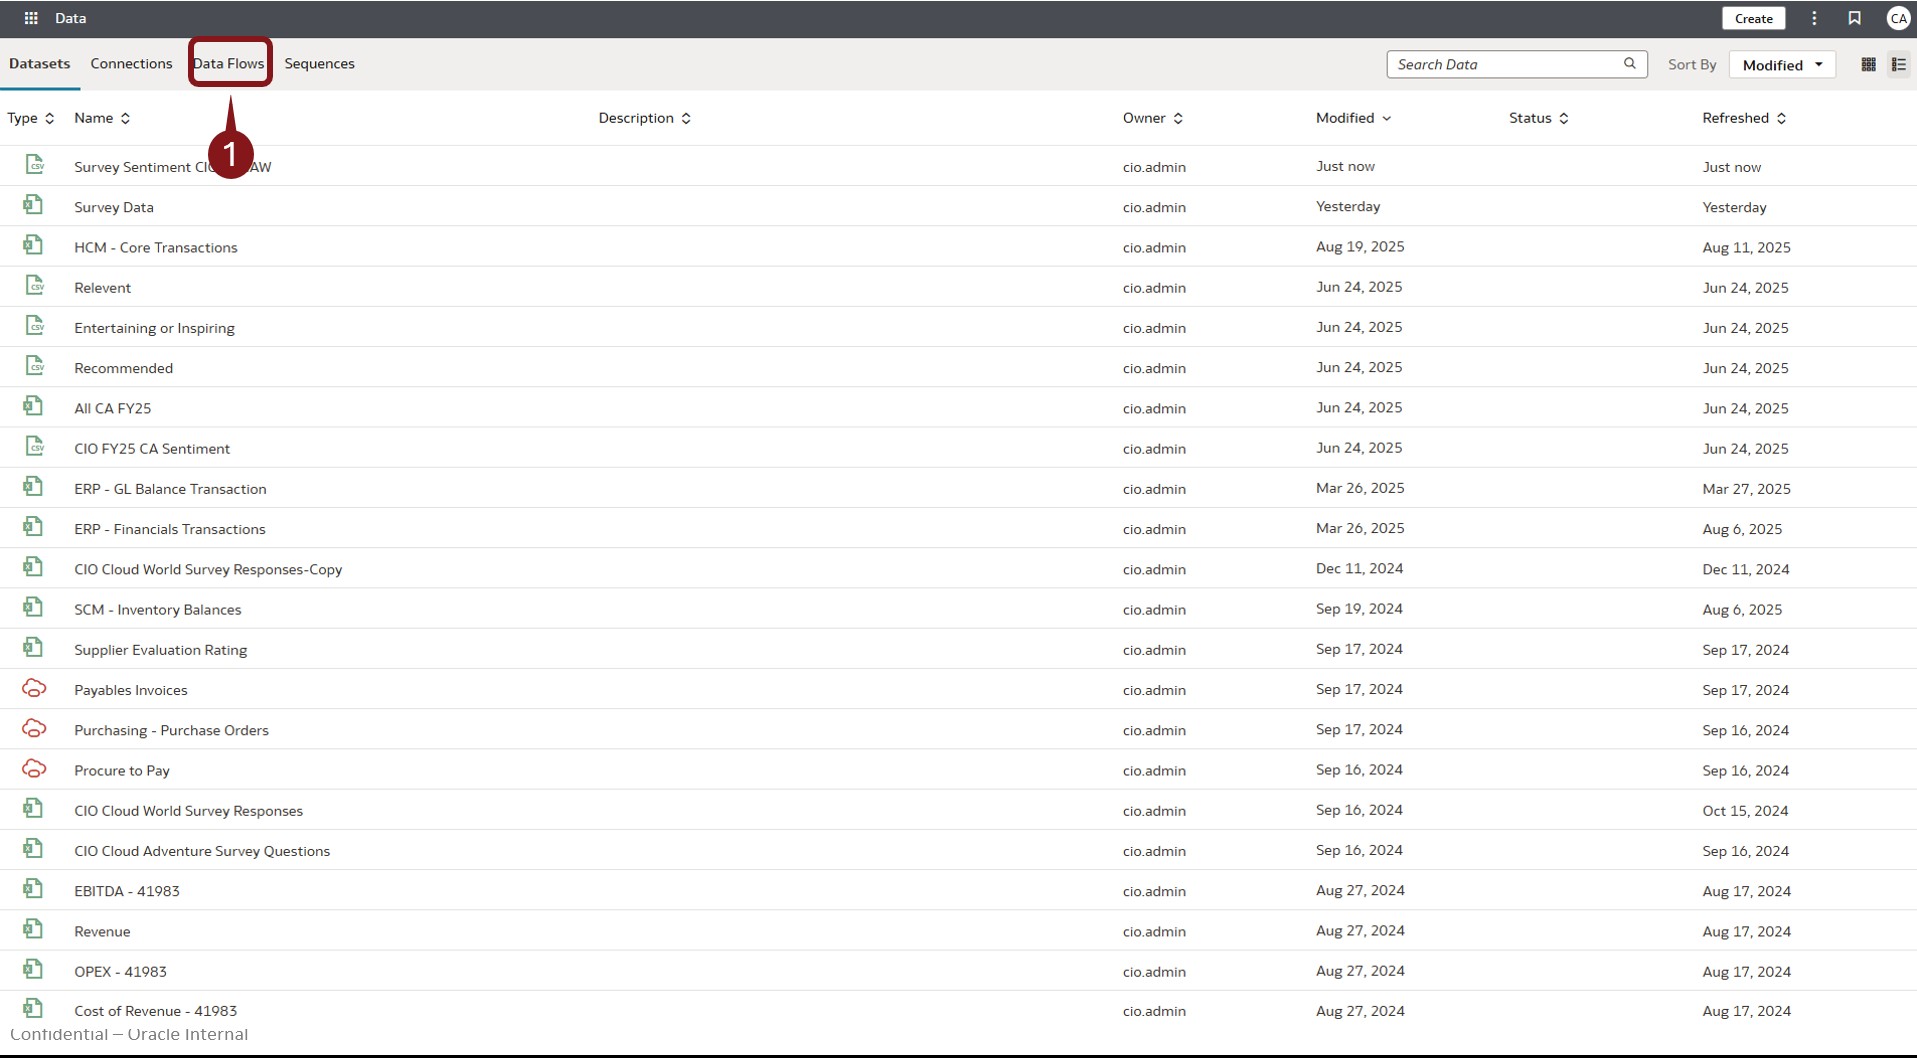 Data Create CA
Datasets Connections Data Flows Sequences Search Data Sort By Modified
Type Name Description Owner Modified Status Refreshed
1
Survey Sentiment CIO AW cio.admin Just now Just now
Survey Data cio.admin Yesterday Yesterday
HCM - Core Transactions cio.admin Aug 19, 2025 Aug 11, 2025
Relevent cio.admin Jun 24, 2025 Jun 24, 2025
Entertaining or Inspiring cio.admin Jun 24, 2025 Jun 24, 2025
Recommended cio.admin Jun 24, 2025 Jun 24, 2025
All CA FY25 cio.admin Jun 24, 2025 Jun 24, 2025
CIO FY25 CA Sentiment cio.admin Jun 24, 2025 Jun 24, 2025
ERP - GL Balance Transaction cio.admin Mar 26, 2025 Mar 27, 2025
ERP - Financials Transactions cio.admin Mar 26, 2025 Aug 6, 2025
CIO Cloud World Survey Responses-Copy cio.admin Dec 11, 2024 Dec 11, 2024
SCM - Inventory Balances cio.admin Sep 19, 2024 Aug 6, 2025
Supplier Evaluation Rating cio.admin Sep 17, 2024 Sep 17, 2024
Payables Invoices cio.admin Sep 17, 2024 Sep 17, 2024
Purchasing - Purchase Orders cio.admin Sep 17, 2024 Sep 16, 2024
Procure to Pay cio.admin Sep 16, 2024 Sep 16, 2024
CIO Cloud World Survey Responses cio.admin Sep 16, 2024 Oct 15, 2024
CIO Cloud Adventure Survey Questions cio.admin Sep 16, 2024 Sep 16, 2024
EBITDA - 41983 cio.admin Aug 27, 2024 Aug 17, 2024
Revenue cio.admin Aug 27, 2024 Aug 17, 2024
OPEX - 41983 cio.admin Aug 27, 2024 Aug 17, 2024
Cost of Revenue - 41983 cio.admin Aug 27, 2024 Aug 17, 2024
Confidential – Oracle Internal